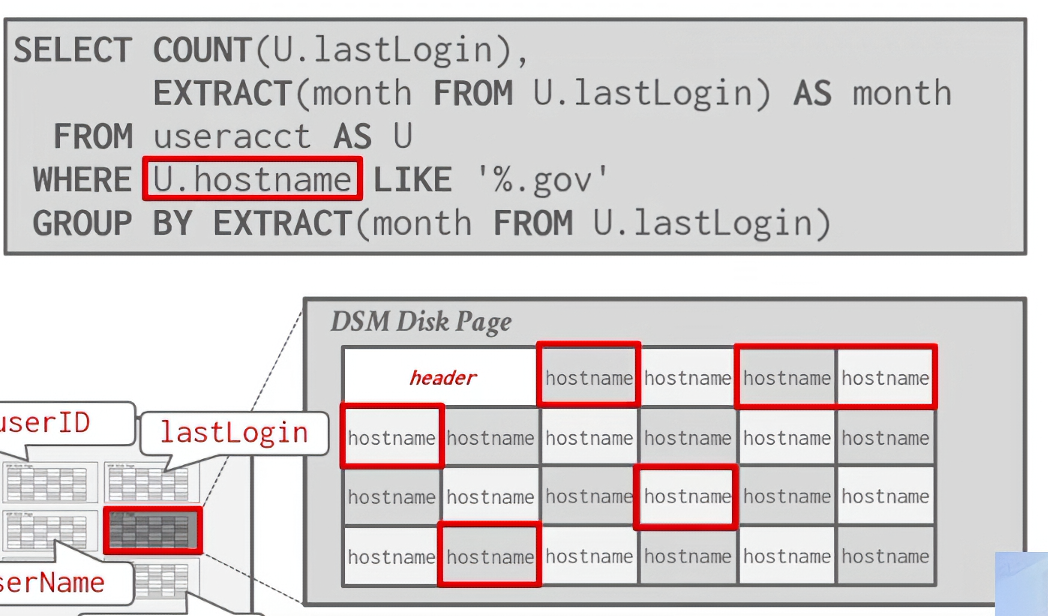 SELECT COUNT(U.lastLogin),
EXTRACT(month FROM U.lastLogin) AS month
FROM useracct AS U
WHERE U.hostname LIKE '%.gov'
GROUP BY EXTRACT(month FROM U.lastLogin)
DSM Disk Page
header hostname hostname hostname hostname
hostname hostname hostname hostname hostname hostname
hostname hostname hostname hostname hostname hostname
hostname hostname hostname hostname hostname hostname
userID
lastLogin
serName